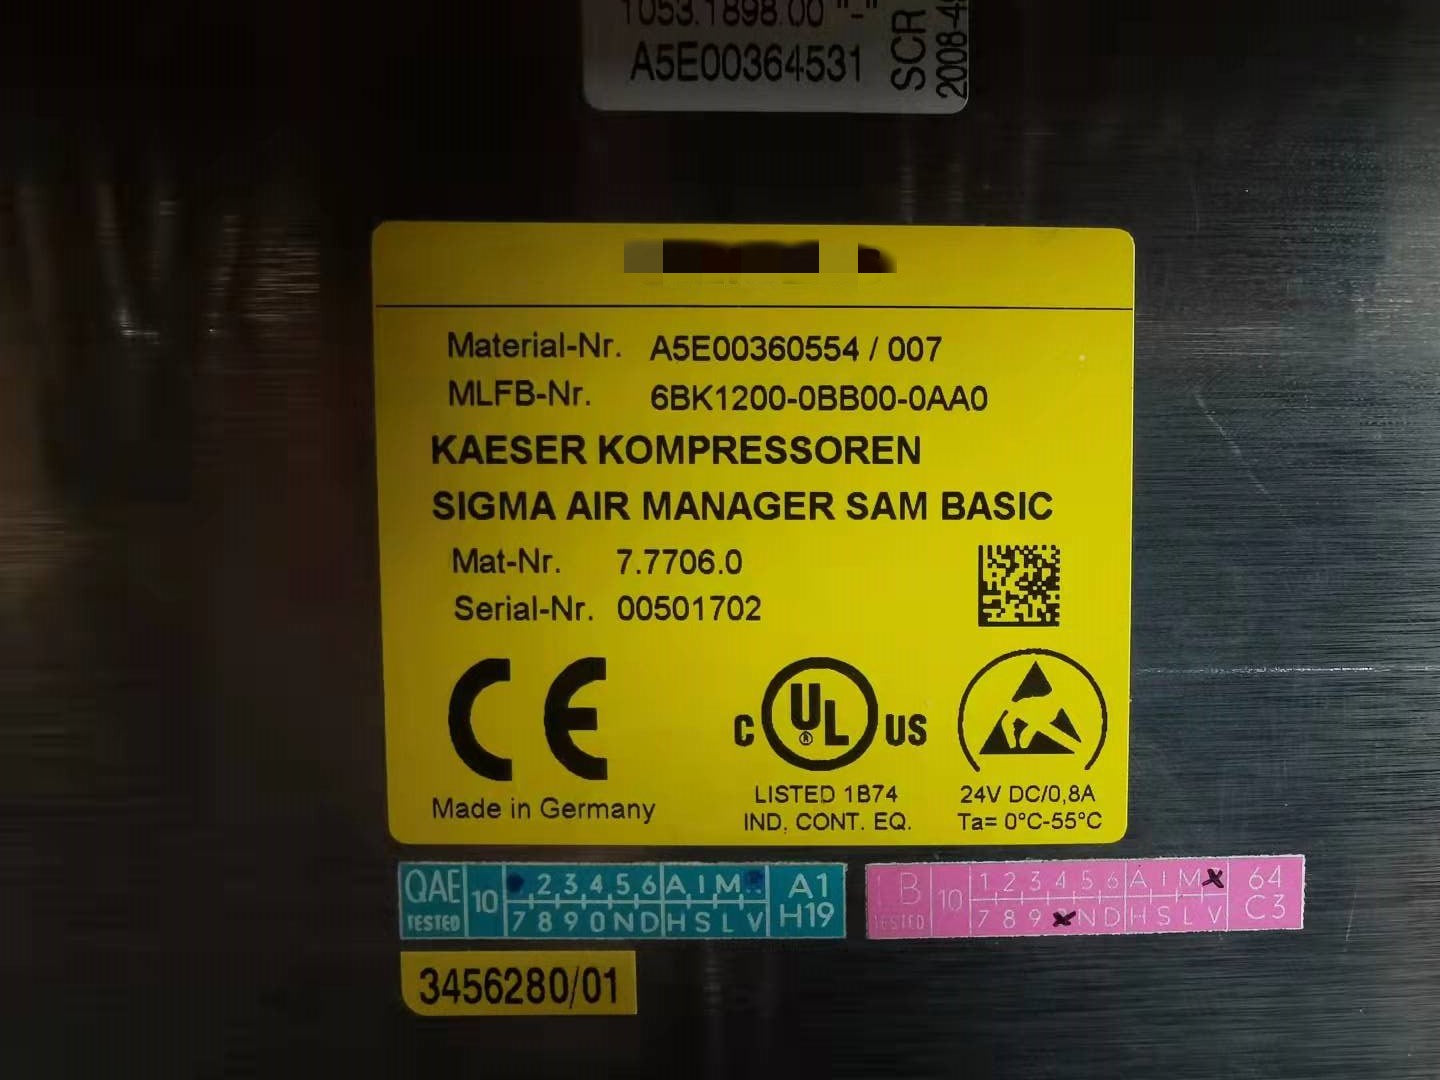 1053.1898.00 "-"
A5E00364531
SCR
Material-Nr. A5E00360554 / 007
MLFB-Nr. 6BK1200-0BB00-0AA0
KAESER KOMPRESSOREN
SIGMA AIR MANAGER SAM BASIC
Mat-Nr. 7.7706.0
Serial-Nr. 00501702
CE
Made in Germany
C UL ® US
LISTED 1B74
IND. CONT. EQ.
24V DC/0,8A
Ta= 0°C-55°C
QAE TESTED 10 2 3 4 5 6 A I M A1
7 8 9 0 N D H S L V H19
B TESTED 10 1 2 3 4 5 6 A I M 64
7 8 9 N D H S L V C3
3456280/01